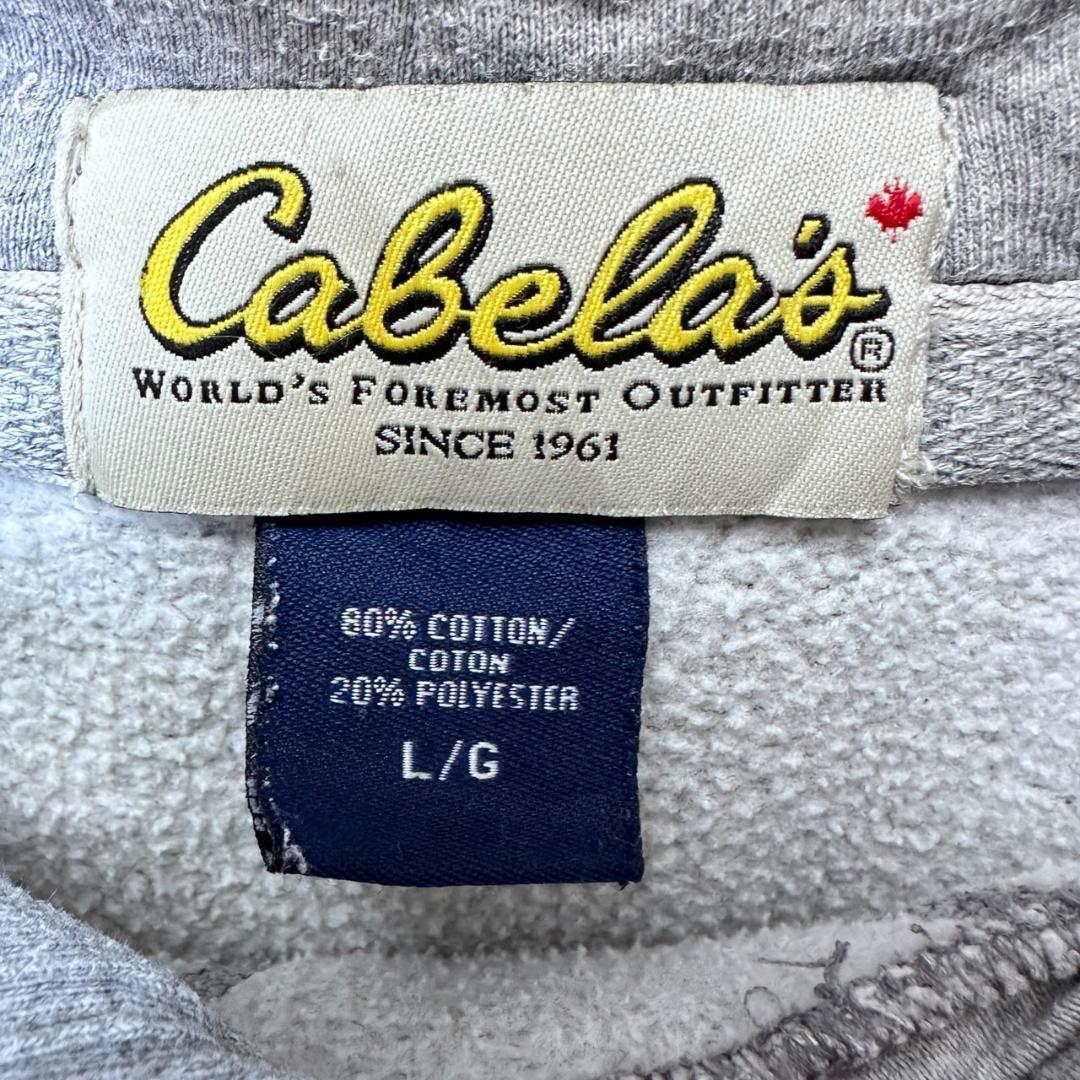 Cabela's ®
WORLD'S FOREMOST OUTFITTER
SINCE 1961
80% COTTON/
COTON
20% POLYESTER
L/G